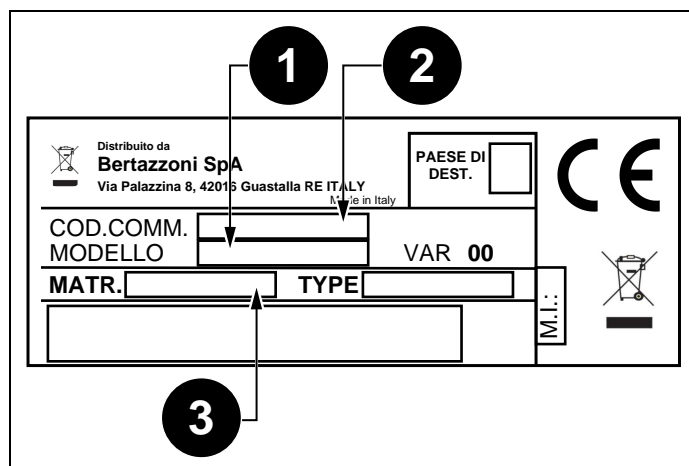 1
2
Distribuito da
Bertazzoni SpA
Via Palazzina 8, 42016 Guastalla RE ITALY
Made in Italy
PAESE DI
DEST.
CE
COD.COMM.
MODELLO
VAR 00
MATR.
TYPE
M.I.:
3